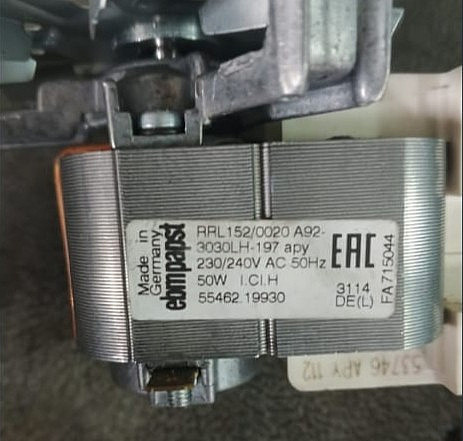 Made in
Germany
ebmpapst
RRL152/0020 A92-
3030LH-197 apy
230/240V AC 50Hz
50W I.Cl.H
55462.19930
EAC
3114
DE(L)
FA715044
53746 APY 112